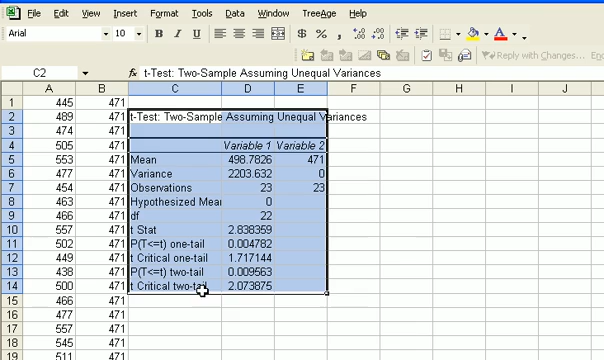 File Edit View Insert Format Tools Data Window TreeAge Help
Arial 10 B I U $ % ,
Reply with Changes... En
C2 fx t-Test: Two-Sample Assuming Unequal Variances
A B C D E F G H I J
1 445 471
2 489 471 t-Test: Two-Sample Assuming Unequal Variances
3 474 471
4 505 471 Variable 1 Variable 2
5 553 471 Mean 498.7826 471
6 477 471 Variance 2203.632 0
7 454 471 Observations 23 23
8 463 471 Hypothesized Mean 0
9 466 471 df 22
10 557 471 t Stat 2.838359
11 502 471 P(T<=t) one-tail 0.004782
12 449 471 t Critical one-tail 1.717144
13 438 471 P(T<=t) two-tail 0.009563
14 500 471 t Critical two-tail 2.073875
15 466 471
16 477 471
17 557 471
18 545 471
19 511 471